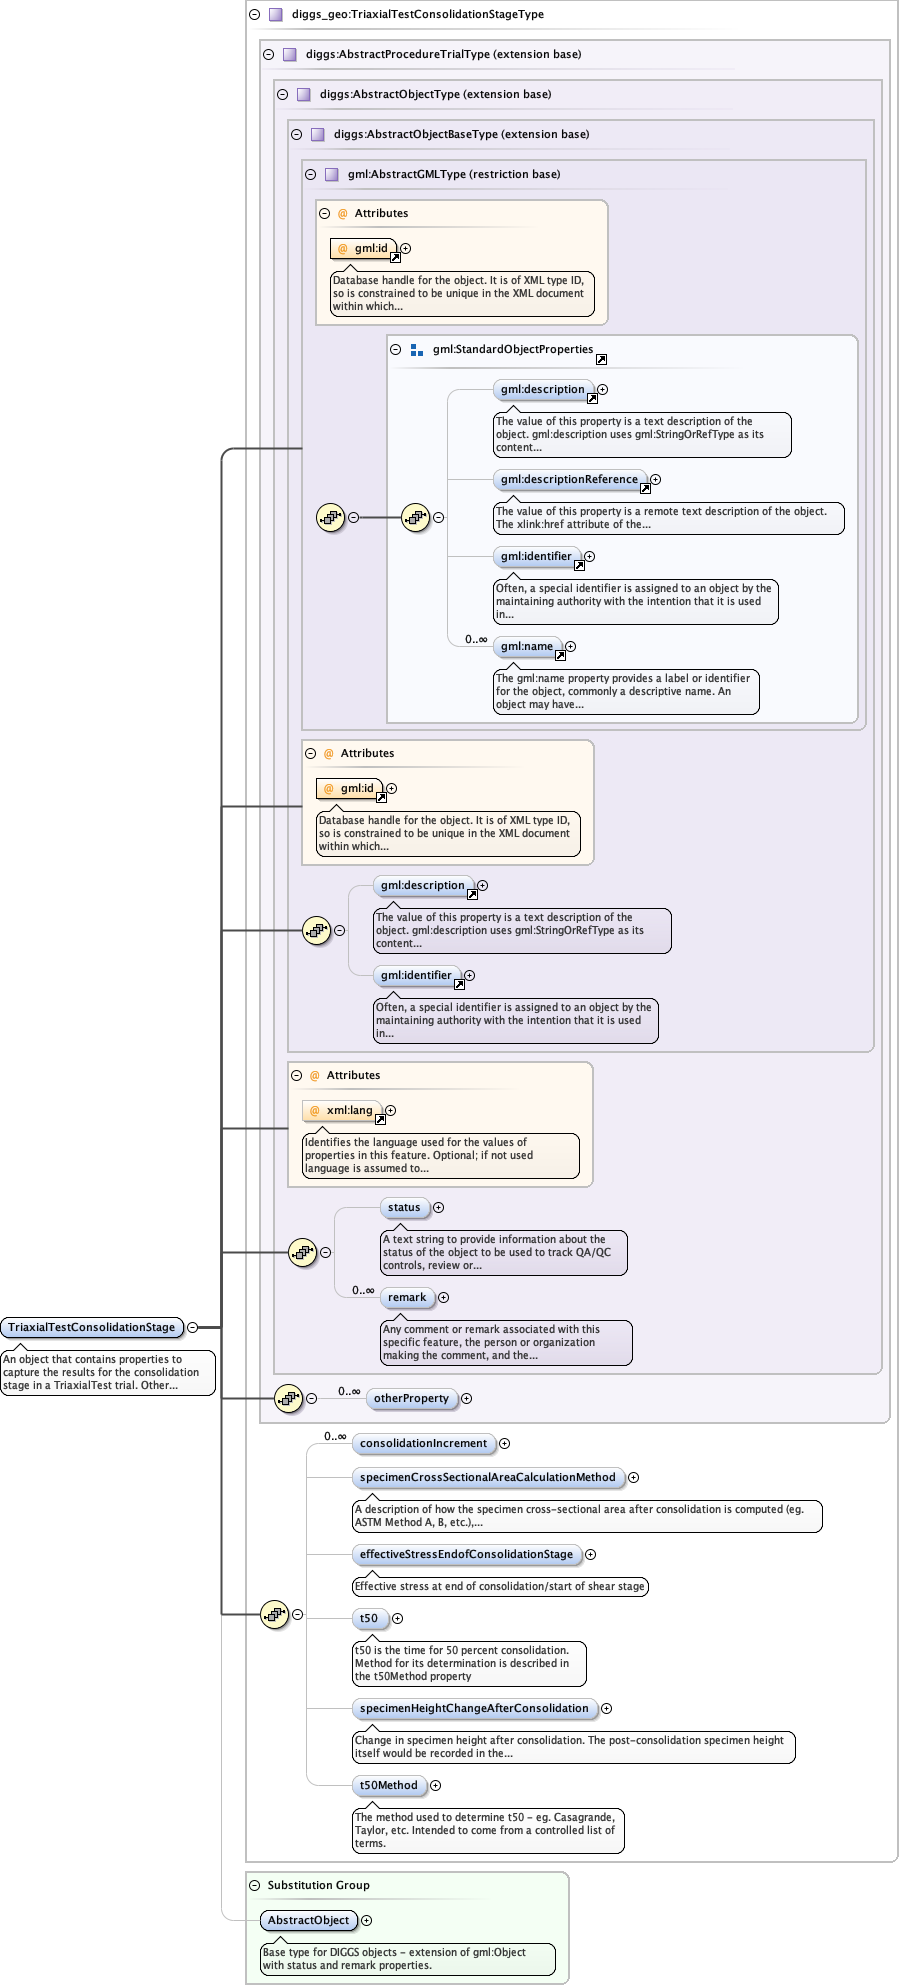 diggs_geo:TriaxialTestConsolidationStageType
diggs:AbstractProcedureTrialType (extension base)
diggs:AbstractObjectType (extension base)
diggs:AbstractObjectBaseType (extension base)
gml:AbstractGMLType (restriction base)
@ Attributes
@ gml:id
Database handle for the object. It is of XML type ID,
so is constrained to be unique in the XML document
within which...
gml:StandardObjectProperties
gml:description
The value of this property is a text description of the
object. gml:description uses gml:StringOrRefType as its
content...
gml:descriptionReference
The value of this property is a remote text description of the object.
The xlink:href attribute of the...
gml:identifier
Often, a special identifier is assigned to an object by the
maintaining authority with the intention that it is used
in...
0..∞
gml:name
The gml:name property provides a label or identifier
for the object, commonly a descriptive name. An
object may have...
@ Attributes
@ gml:id
Database handle for the object. It is of XML type ID,
so is constrained to be unique in the XML document
within which...
gml:description
The value of this property is a text description of the
object. gml:description uses gml:StringOrRefType as its
content...
gml:identifier
Often, a special identifier is assigned to an object by the
maintaining authority with the intention that it is used
in...
@ Attributes
@ xml:lang
Identifies the language used for the values of
properties in this feature. Optional; if not used
language is assumed to...
status
A text string to provide information about the
status of the object to be used to track QA/QC
controls, review or...
0..∞
remark
Any comment or remark associated with this
specific feature, the person or organization
making the comment, and the...
TriaxialTestConsolidationStage
An object that contains properties to
capture the results for the consolidation
stage in a TriaxialTest trial. Other...
0..∞
otherProperty
0..∞
consolidationIncrement
specimenCrossSectionalAreaCalculationMethod
A description of how the specimen cross-sectional area after consolidation is computed (eg.
ASTM Method A, B, etc.),...
effectiveStressEndofConsolidationStage
Effective stress at end of consolidation/start of shear stage
t50
t50 is the time for 50 percent consolidation.
Method for its determination is described in
the t50Method property
specimenHeightChangeAfterConsolidation
Change in specimen height after consolidation. The post-consolidation specimen height
itself would be recorded in the...
t50Method
The method used to determine t50 - eg. Casagrande,
Taylor, etc. Intended to come from a controlled list of
terms.
Substitution Group
AbstractObject
Base type for DIGGS objects - extension of gml:Object
with status and remark properties.